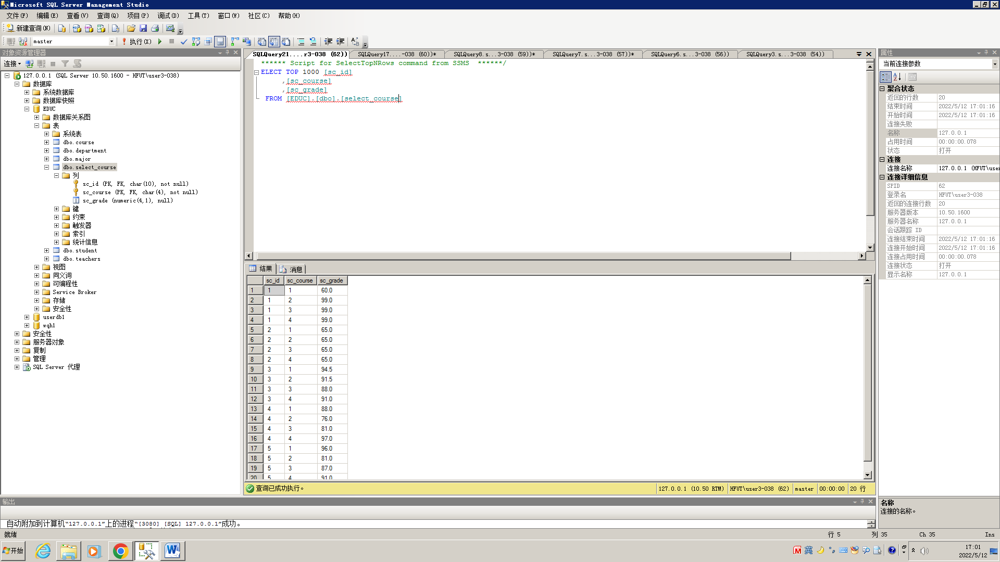 Microsoft SQL Server Management Studio
文件(F) 编辑(E) 查看(V) 查询(Q) 项目(P) 调试(D) 工具(T) 窗口(W) 社区(C) 帮助(H)
新建查询(N)
master 执行(X)
对象资源管理器
连接
127.0.0.1 (SQL Server 10.50.1600 - HFUT\user3-038)
数据库
系统数据库
数据库快照
EDUC
数据库关系图
表
系统表
dbo.course
dbo.department
dbo.major
dbo.select_course
列
sc_id (PK, FK, char(10), not null)
sc_course (PK, FK, char(4), not null)
sc_grade (numeric(4,1), null)
键
约束
触发器
索引
统计信息
dbo.student
dbo.teachers
视图
同义词
可编程性
Service Broker
存储
安全性
userdb1
wqh1
安全性
服务器对象
复制
管理
SQL Server 代理
SQLQuery21....r3-038 (62)) SQLQuery17....-038 (60))* SQLQuery8.s...3-038 (59))* SQLQuery7.s...3-038 (57))* SQLQuery6.s...3-038 (56)) SQLQuery3.s...3-038 (54))
****** Script for SelectTopNRows command from SSMS ******/
ELECT TOP 1000 [sc_id]
,[sc_course]
,[sc_grade]
FROM [EDUC].[dbo].[select_course]
结果 消息
sc_id sc_course sc_grade
1 1 1 60.0
2 1 2 99.0
3 1 3 99.0
4 1 4 99.0
5 2 1 65.0
6 2 2 65.0
7 2 3 65.0
8 2 4 65.0
9 3 1 94.5
10 3 2 91.5
11 3 3 88.0
12 3 4 91.0
13 4 1 88.0
14 4 2 76.0
15 4 3 81.0
16 4 4 97.0
17 5 1 96.0
18 5 2 81.0
19 5 3 87.0
20 5 4 91.0
查询已成功执行。 127.0.0.1 (10.50 RTM) HFUT\user3-038 (62) master 00:00:00 20 行
属性
当前连接参数
聚合状态
返回的行数 20
结束时间 2022/5/12 17:01:16
开始时间 2022/5/12 17:01:16
连接失败
名称 127.0.0.1
占用时间 00:00:00.078
状态 打开
连接
连接名称 127.0.0.1 (HFUT\user
连接详细信息
SPID 62
登录名 HFUT\user3-038
返回的连接行数 20
服务器版本 10.50.1600
服务器名称 127.0.0.1
会话跟踪 ID
连接结束时间 2022/5/12 17:01:16
连接开始时间 2022/5/12 17:01:16
连接占用时间 00:00:00.078
连接状态 打开
显示名称 127.0.0.1
名称
连接的名称。
输出
自动附加到计算机“127.0.0.1”上的进程“[3080] [SQL] 127.0.0.1”成功。
就绪 行 5 列 35 Ch 35 Ins
开始
英
17:01
2022/5/12